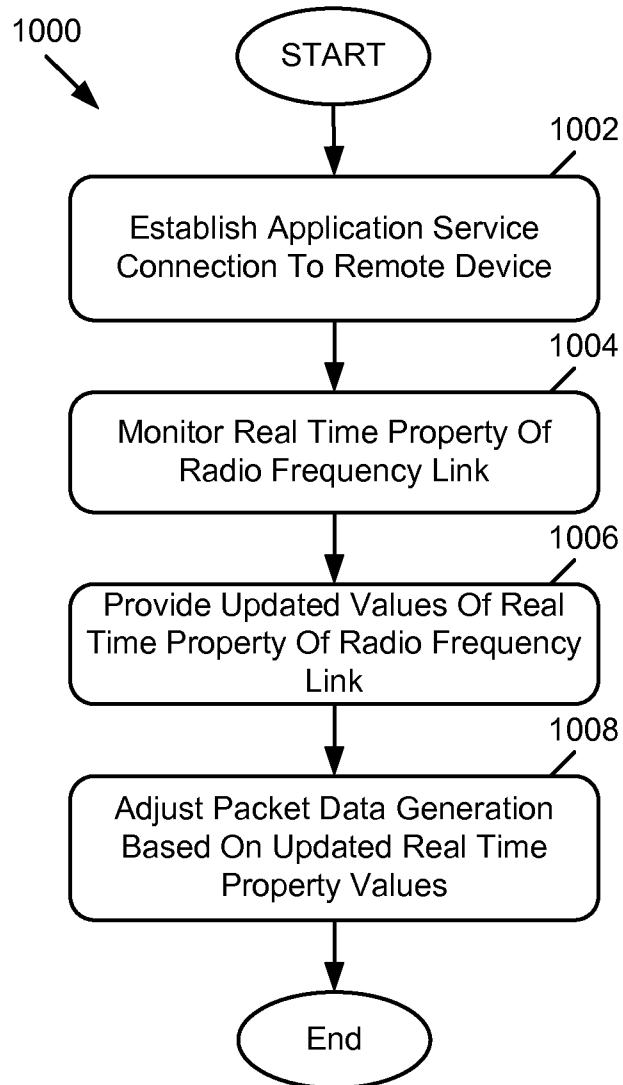 1000
START
1002
Establish Application Service
Connection To Remote Device
1004
Monitor Real Time Property Of
Radio Frequency Link
1006
Provide Updated Values Of Real
Time Property Of Radio Frequency
Link
1008
Adjust Packet Data Generation
Based On Updated Real Time
Property Values
End